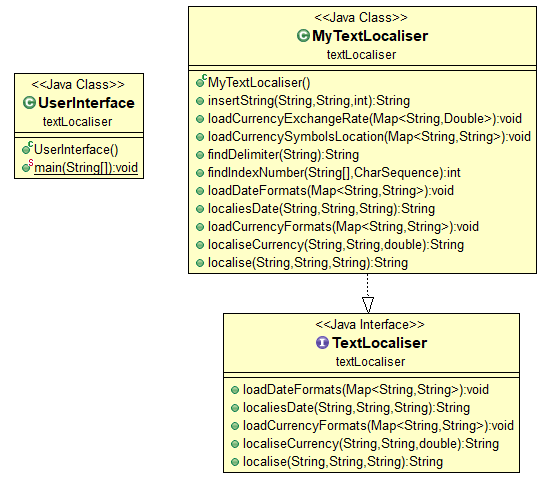 <<Java Class>>
UserInterface
textLocaliser
UserInterface()
main(String[]):void
<<Java Class>>
MyTextLocaliser
textLocaliser
MyTextLocaliser()
insertString(String,String,int):String
loadCurrencyExchangeRate(Map<String,Double>):void
loadCurrencySymbolsLocation(Map<String,String>):void
findDelimiter(String):String
findIndexNumber(String[],CharSequence):int
loadDateFormats(Map<String,String>):void
localiesDate(String,String,String):String
loadCurrencyFormats(Map<String,String>):void
localiseCurrency(String,String,double):String
localise(String,String,String):String
<<Java Interface>>
TextLocaliser
textLocaliser
loadDateFormats(Map<String,String>):void
localiesDate(String,String,String):String
loadCurrencyFormats(Map<String,String>):void
localiseCurrency(String,String,double):String
localise(String,String,String):String